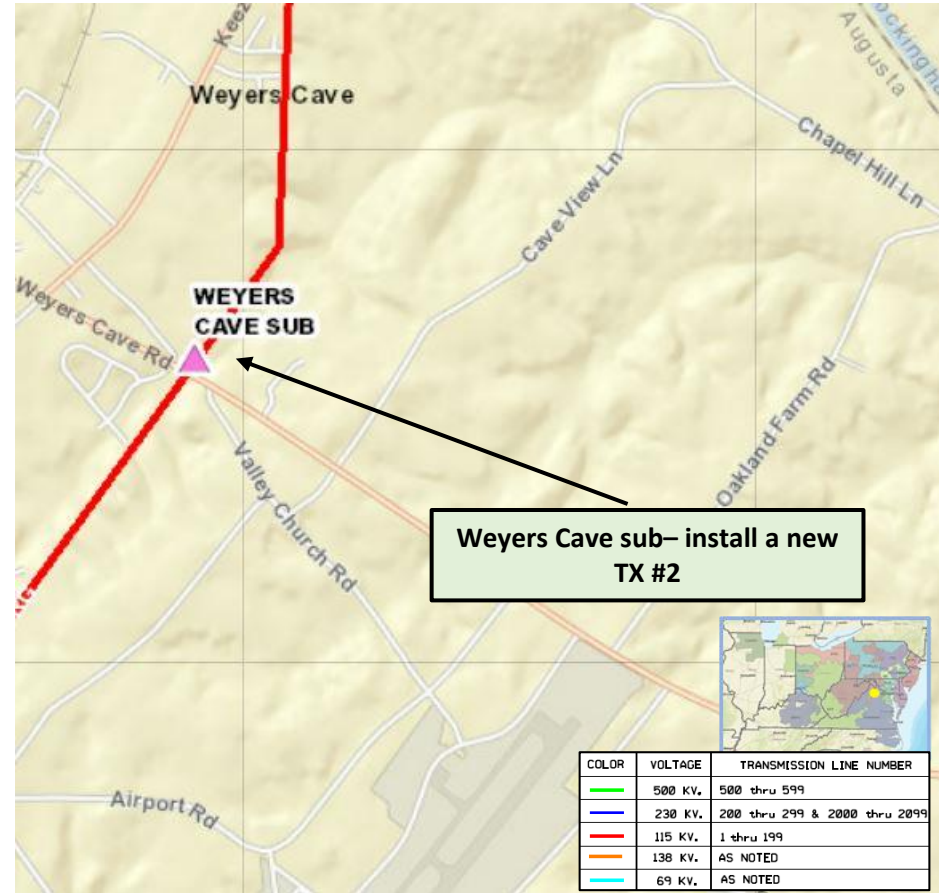 Keez
ockingha
Augusta
Weyers Cave
Chapel Hill Ln
Cave View Ln
WEYERS
CAVE SUB
Weyers Cave Rd
Oakland Farm Rd
Valley Church Rd
Weyers Cave sub– install a new
TX #2
Airport Rd
COLOR VOLTAGE TRANSMISSION LINE NUMBER
500 KV. 500 thru 599
230 KV. 200 thru 299 & 2000 thru 2099
115 KV. 1 thru 199
138 KV. AS NOTED
69 KV. AS NOTED